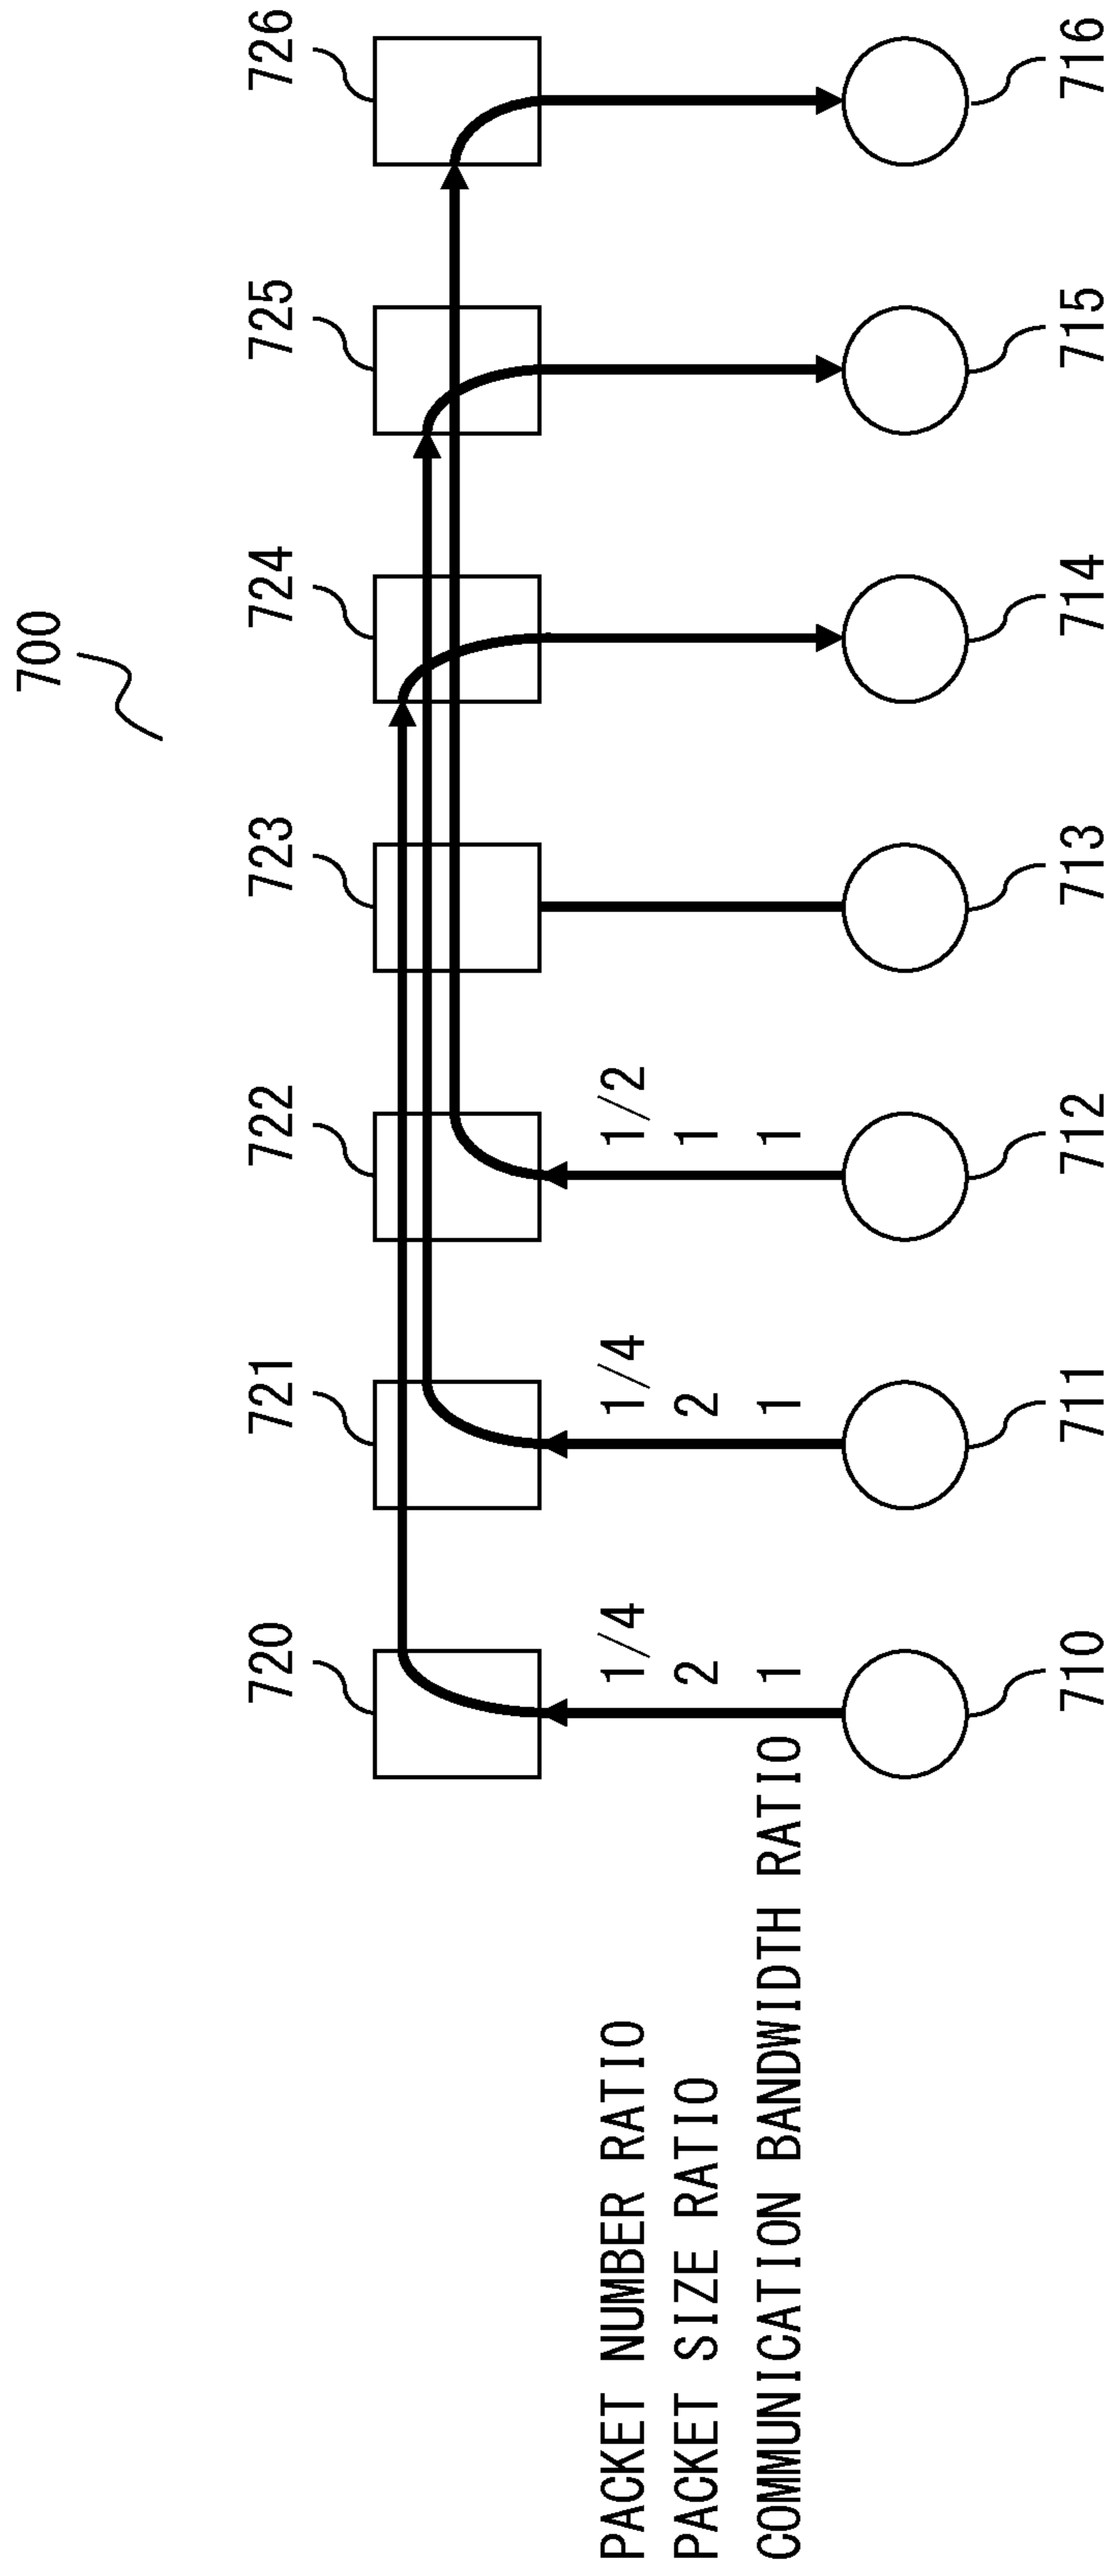 700
720 721 722 723 724 725 726
PACKET NUMBER RATIO 1/4 1/4 1/2
PACKET SIZE RATIO 2 2 1
COMMUNICATION BANDWIDTH RATIO 1 1 1
710 711 712 713 714 715 716